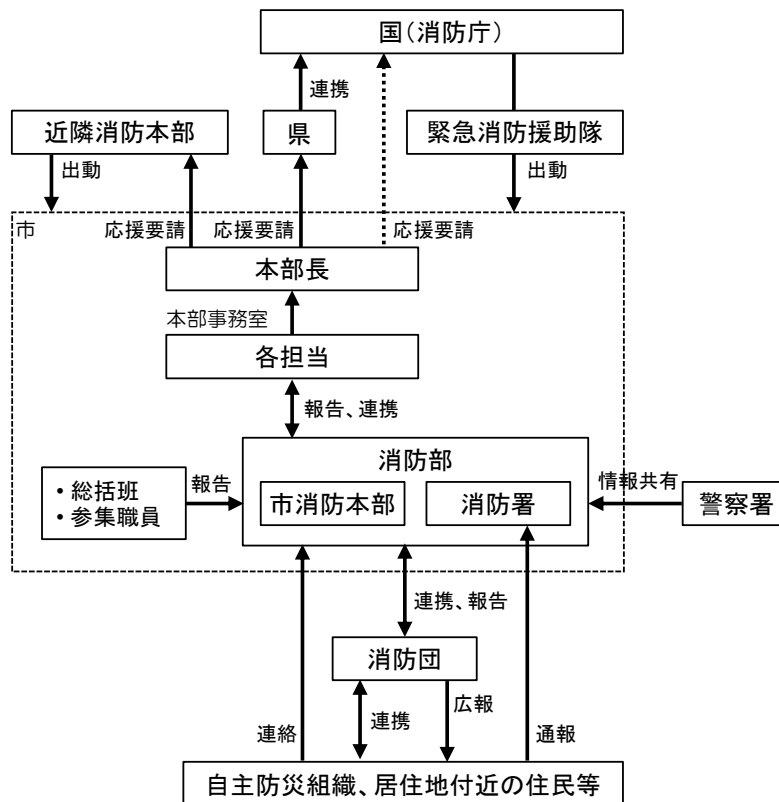 国（消防庁）
連携
近隣消防本部
県
緊急消防援助隊
出動
出動
市
応援要請
応援要請
応援要請
本部長
本部事務室
各担当
報告、連携
消防部
・総括班
・参集職員
報告
市消防本部
消防署
情報共有
警察署
連携、報告
消防団
連絡
連携
広報
通報
自主防災組織、居住地付近の住民等